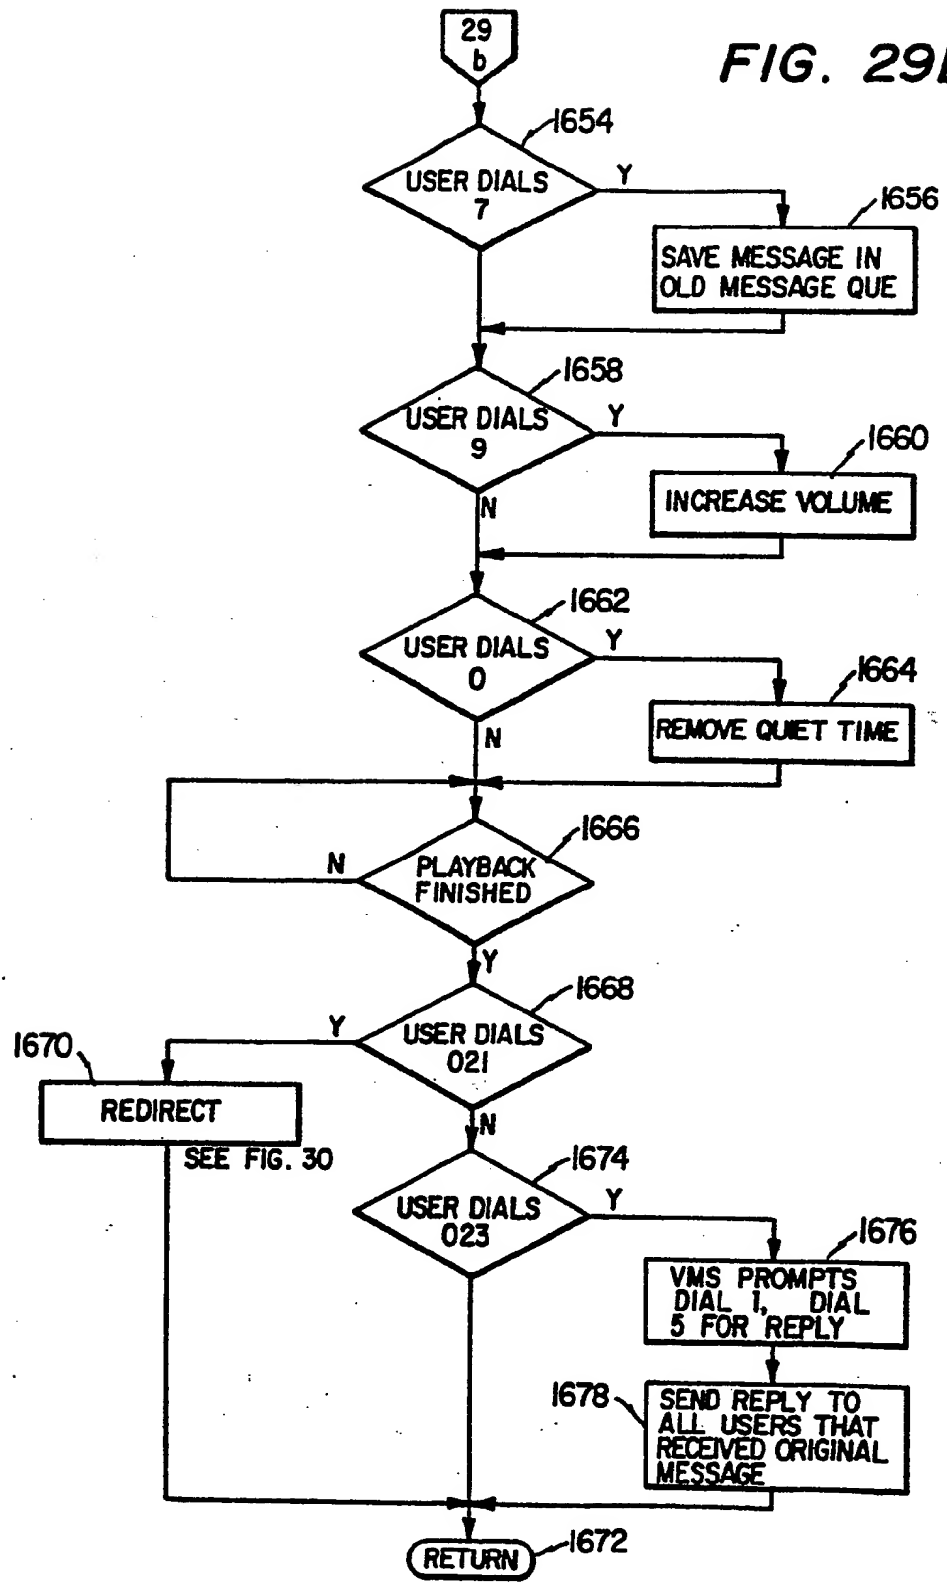 29
b
FIG. 29b
1654
USER DIALS
7
Y
1656
SAVE MESSAGE IN
OLD MESSAGE QUE
1658
USER DIALS
9
Y
1660
INCREASE VOLUME
N
1662
USER DIALS
0
Y
1664
REMOVE QUIET TIME
N
1666
PLAYBACK
FINISHED
N
Y
1668
USER DIALS
021
Y
1670
REDIRECT
SEE FIG. 30
N
1674
USER DIALS
023
Y
1676
VMS PROMPTS
DIAL 1, DIAL
5 FOR REPLY
1678
SEND REPLY TO
ALL USERS THAT
RECEIVED ORIGINAL
MESSAGE
RETURN
1672